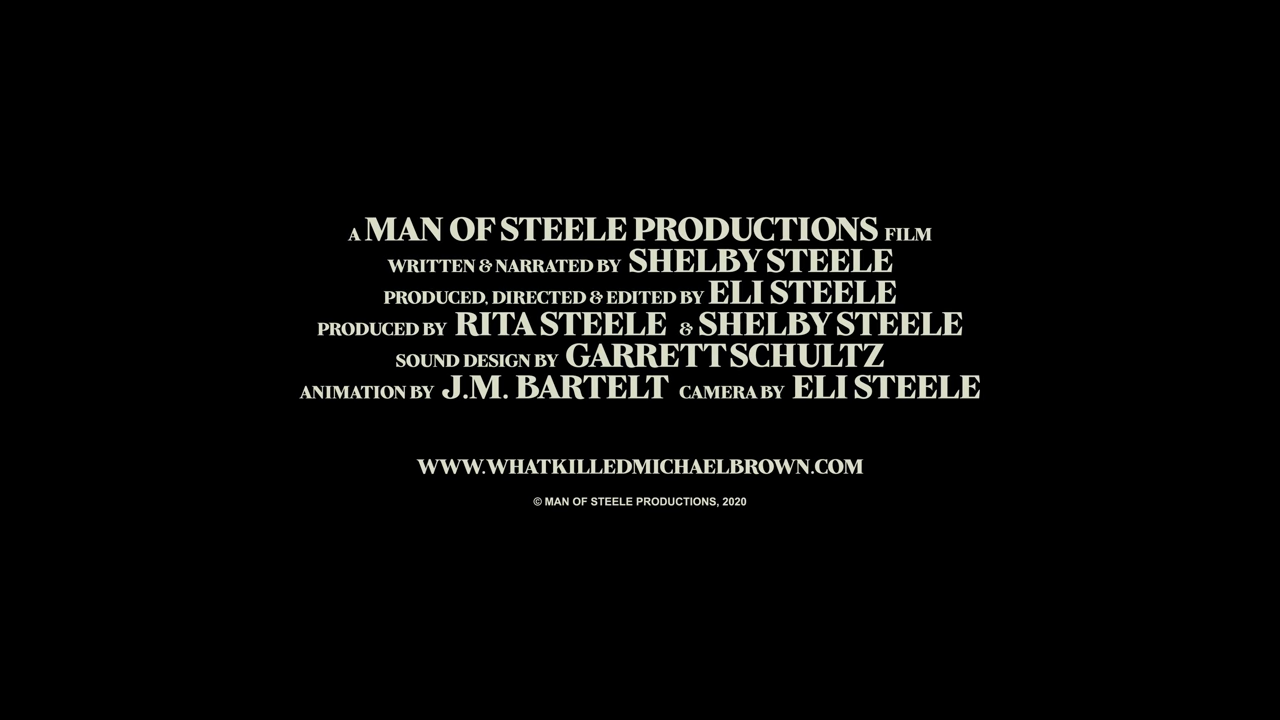 A MAN OF STEELE PRODUCTIONS FILM
WRITTEN & NARRATED BY SHELBY STEELE
PRODUCED, DIRECTED & EDITED BY ELI STEELE
PRODUCED BY RITA STEELE & SHELBY STEELE
SOUND DESIGN BY GARRETT SCHULTZ
ANIMATION BY J.M. BARTELT CAMERA BY ELI STEELE
WWW.WHATKILLEDMICHAELBROWN.COM
© MAN OF STEELE PRODUCTIONS, 2020